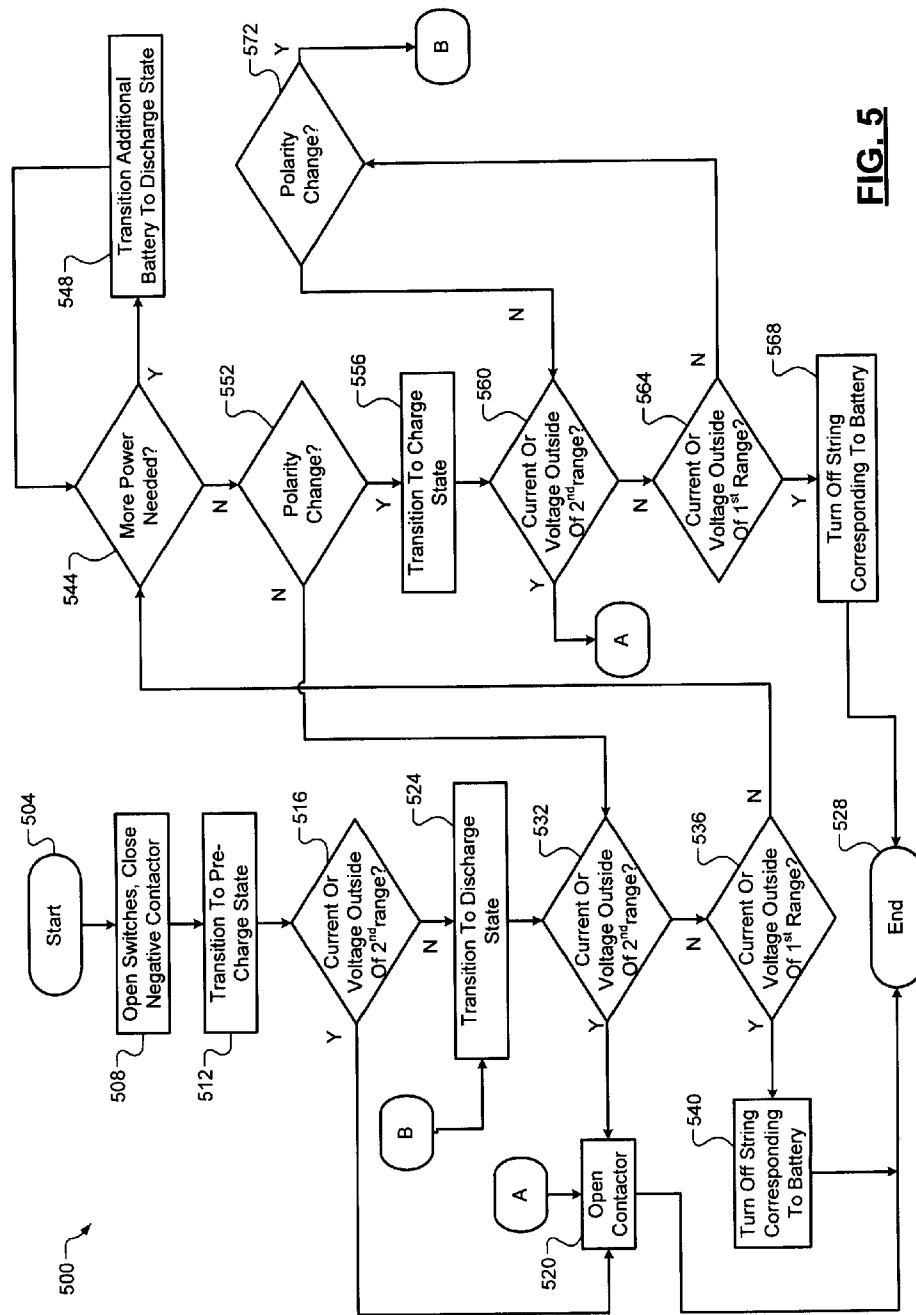 500
504
Start
Open Switches, Close
Negative Contactor
508
Transition To Pre-
Charge State
512
516
Current Or
Voltage Outside
Of 2nd range?
Y
N
524
Transition To Discharge
State
B
A
Open
Contactor
520
532
Current Or
Voltage Outside
Of 2nd range?
Y
N
536
Current Or
Voltage Outside
Of 1st Range?
Y
N
540
Turn Off String
Corresponding
To Battery
528
End
544
More Power
Needed?
Y
N
548
Transition Additional
Battery To Discharge State
552
Polarity
Change?
N
Y
556
Transition To Charge
State
560
Current Or
Voltage Outside
Of 2nd range?
Y
N
A
564
Current Or
Voltage Outside
Of 1st Range?
N
Y
568
Turn Off String
Corresponding To Battery
572
Polarity
Change?
Y
N
B
FIG. 5